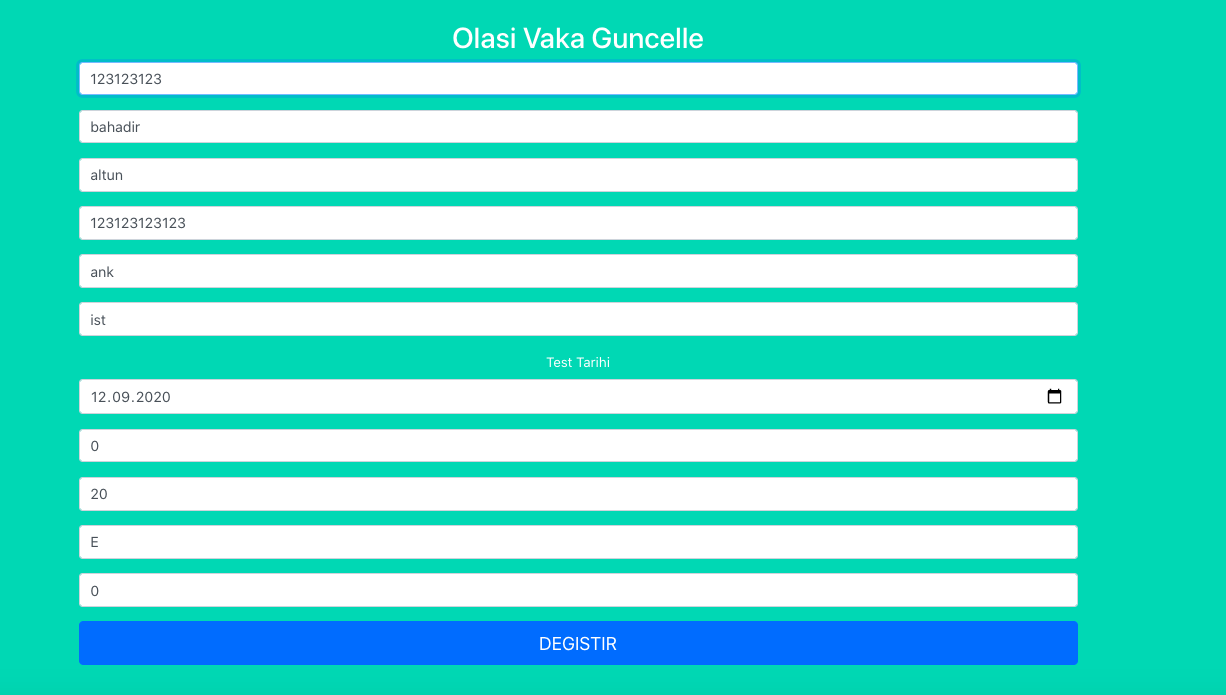 Olasi Vaka Guncelle
123123123
bahadir
altun
123123123123
ank
ist
Test Tarihi
12.09.2020
0
20
E
0
DEGISTIR